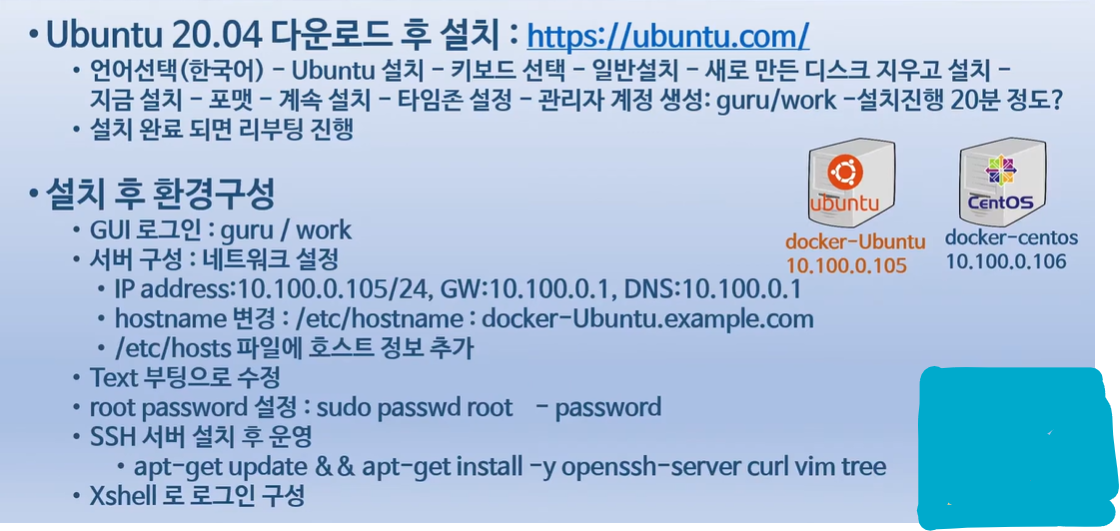 • Ubuntu 20.04 다운로드 후 설치 : https://ubuntu.com/
• 언어선택(한국어) - Ubuntu 설치 - 키보드 선택 - 일반설치 - 새로 만든 디스크 지우고 설치 -
지금 설치 - 포맷 - 계속 설치 - 타임존 설정 - 관리자 계정 생성: guru/work -설치진행 20분 정도?
• 설치 완료 되면 리부팅 진행
• 설치 후 환경구성
• GUI 로그인 : guru / work
• 서버 구성 : 네트워크 설정
• IP address:10.100.0.105/24, GW:10.100.0.1, DNS:10.100.0.1
• hostname 변경 : /etc/hostname : docker-Ubuntu.example.com
• /etc/hosts 파일에 호스트 정보 추가
• Text 부팅으로 수정
• root password 설정 : sudo passwd root - password
• SSH 서버 설치 후 운영
• apt-get update && apt-get install -y openssh-server curl vim tree
• Xshell 로 로그인 구성
ubuntu
docker-Ubuntu
10.100.0.105
CentOS
docker-centos
10.100.0.106